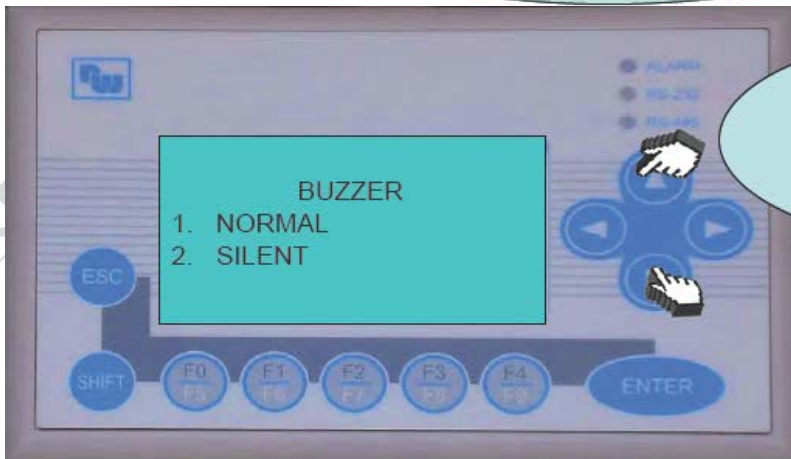 ALARM
RS-232
RS-485
BUZZER
1. NORMAL
2. SILENT
ESC
SHIFT
F0 F1 F2 F3 F4
F5 F6 F7 F8 F9
ENTER